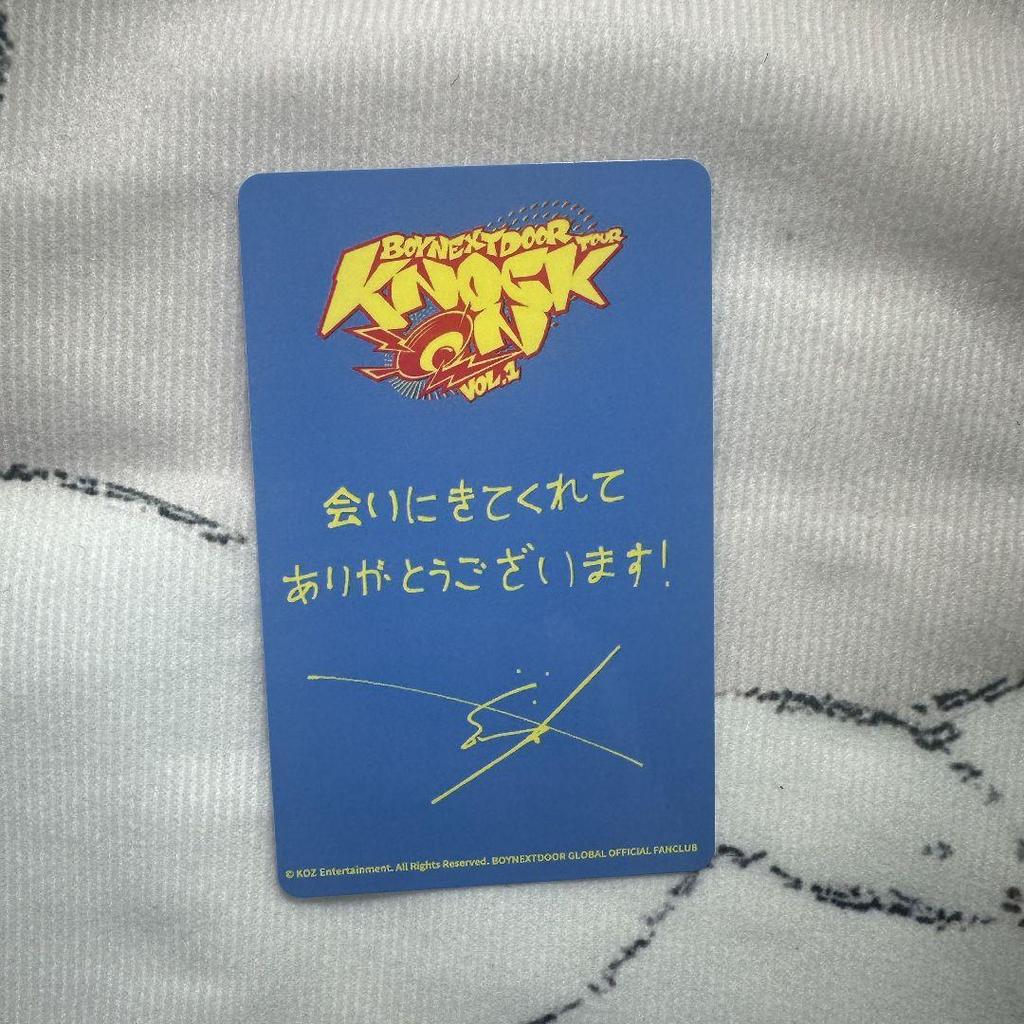 BOYNEXTDOOR TOUR
KNOCK
ON
VOL.1
会いにきてくれて
ありがとうございます!
© KOZ Entertainment. All Rights Reserved. BOYNEXTDOOR GLOBAL OFFICIAL FANCLUB